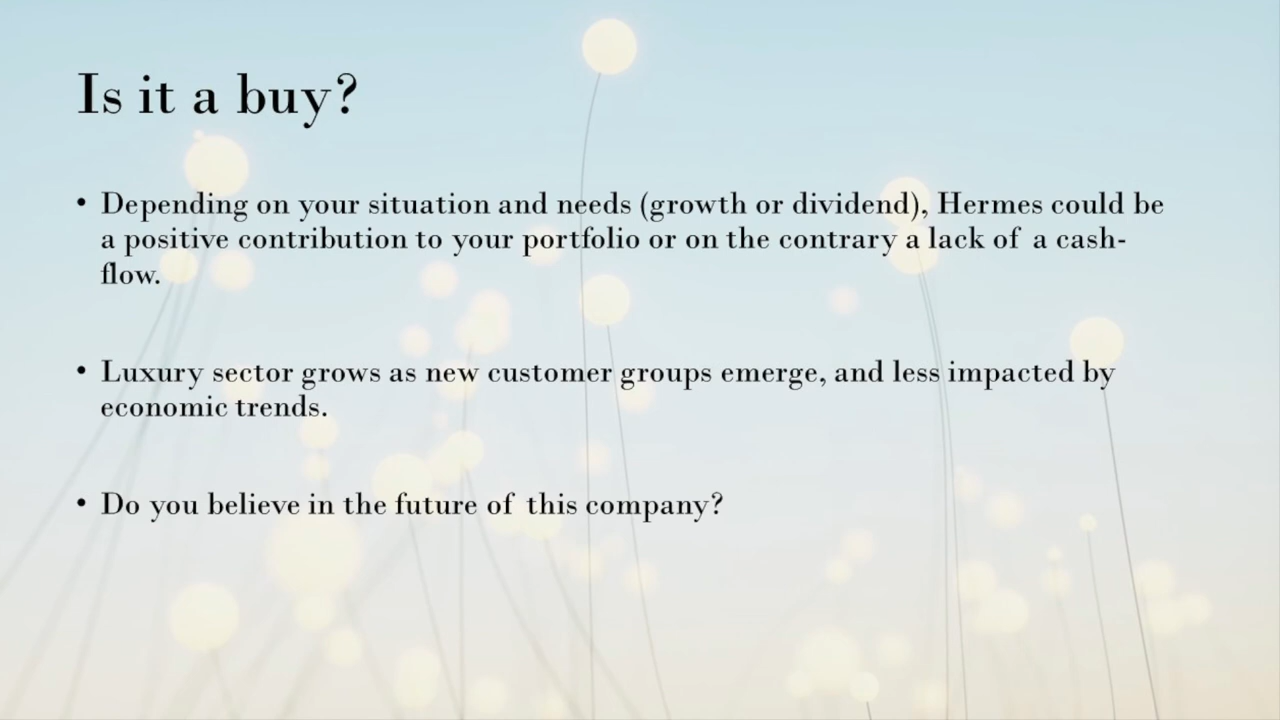 Is it a buy?
• Depending on your situation and needs (growth or dividend), Hermes could be
a positive contribution to your portfolio or on the contrary a lack of a cash-
flow.
• Luxury sector grows as new customer groups emerge, and less impacted by
economic trends.
• Do you believe in the future of this company?